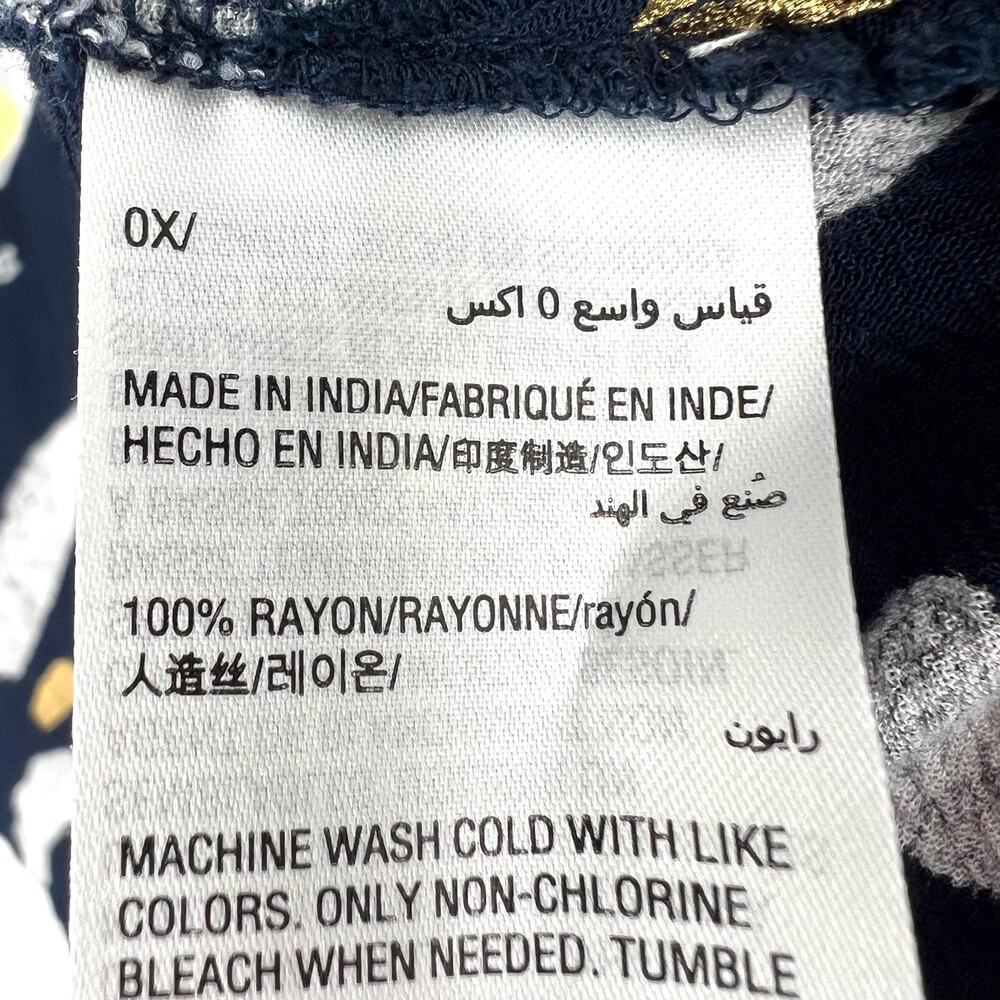 0X/
قياس واسع 0 اكس
MADE IN INDIA/FABRIQUÉ EN INDE/
HECHO EN INDIA/印度制造/인도산/
صُنع في الهند
100% RAYON/RAYONNE/rayón/
人造丝/레이온/
رايون
MACHINE WASH COLD WITH LIKE
COLORS. ONLY NON-CHLORINE
BLEACH WHEN NEEDED. TUMBLE